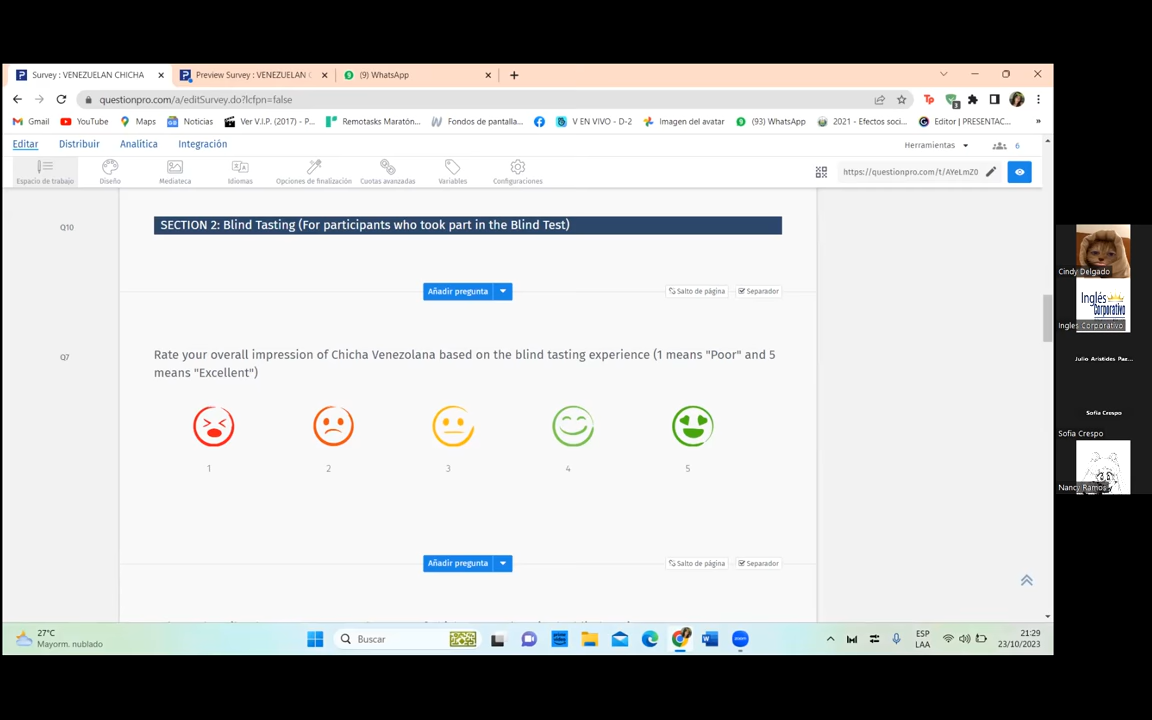 Survey : VENEZUELAN CHICHA
Preview Survey : VENEZUELAN C
(9) WhatsApp
questionpro.com/a/editSurvey.do?lcfpn=false
Gmail
YouTube
Maps
Noticias
Ver V.I.P. (2017) - P...
Remotasks Maratón...
Fondos de pantalla...
V EN VIVO - D-2
Imagen del avatar
(93) WhatsApp
2021 - Efectos soci...
Editor | PRESENTAC...
Editar
Distribuir
Analítica
Integración
Herramientas
6
Espacio de trabajo
Diseño
Mediateca
Idiomas
Opciones de finalización
Cuotas avanzadas
Variables
Configuraciones
https://questionpro.com/t/AYeLmZ0
Q10
SECTION 2: Blind Tasting (For participants who took part in the Blind Test)
Añadir pregunta
Salto de página
Separador
Q7
Rate your overall impression of Chicha Venezolana based on the blind tasting experience (1 means "Poor" and 5
means "Excellent")
1
2
3
4
5
Añadir pregunta
Salto de página
Separador
Cindy Delgado
Inglés
Corporativo
Ingles Corporativo
Julio Aristides Paz...
Sofia Crespo
Sofia Crespo
Nancy Ramos
27°C
Mayorm. nublado
Buscar
ESP
LAA
21:29
23/10/2023